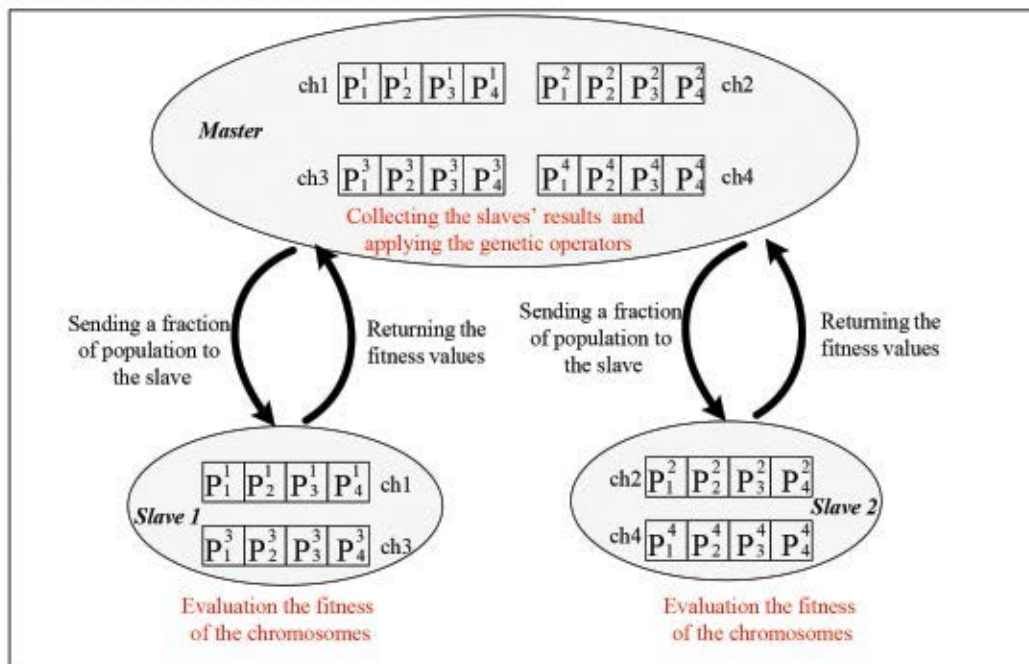 ch1 P₁¹ P₂¹ P₃¹ P₄¹ P₁² P₂² P₃² P₄² ch2
Master
ch3 P₁³ P₂³ P₃³ P₄³ P₁⁴ P₂⁴ P₃⁴ P₄⁴ ch4
Collecting the slaves' results and
applying the genetic operators
Sending a fraction
of population to
the slave
Returning the
fitness values
Sending a fraction
of population to
the slave
Returning the
fitness values
P₁¹ P₂¹ P₃¹ P₄¹ ch1
Slave 1
P₁³ P₂³ P₃³ P₄³ ch3
Evaluation the fitness
of the chromosomes
ch2 P₁² P₂² P₃² P₄²
Slave 2
ch4 P₁⁴ P₂⁴ P₃⁴ P₄⁴
Evaluation the fitness
of the chromosomes